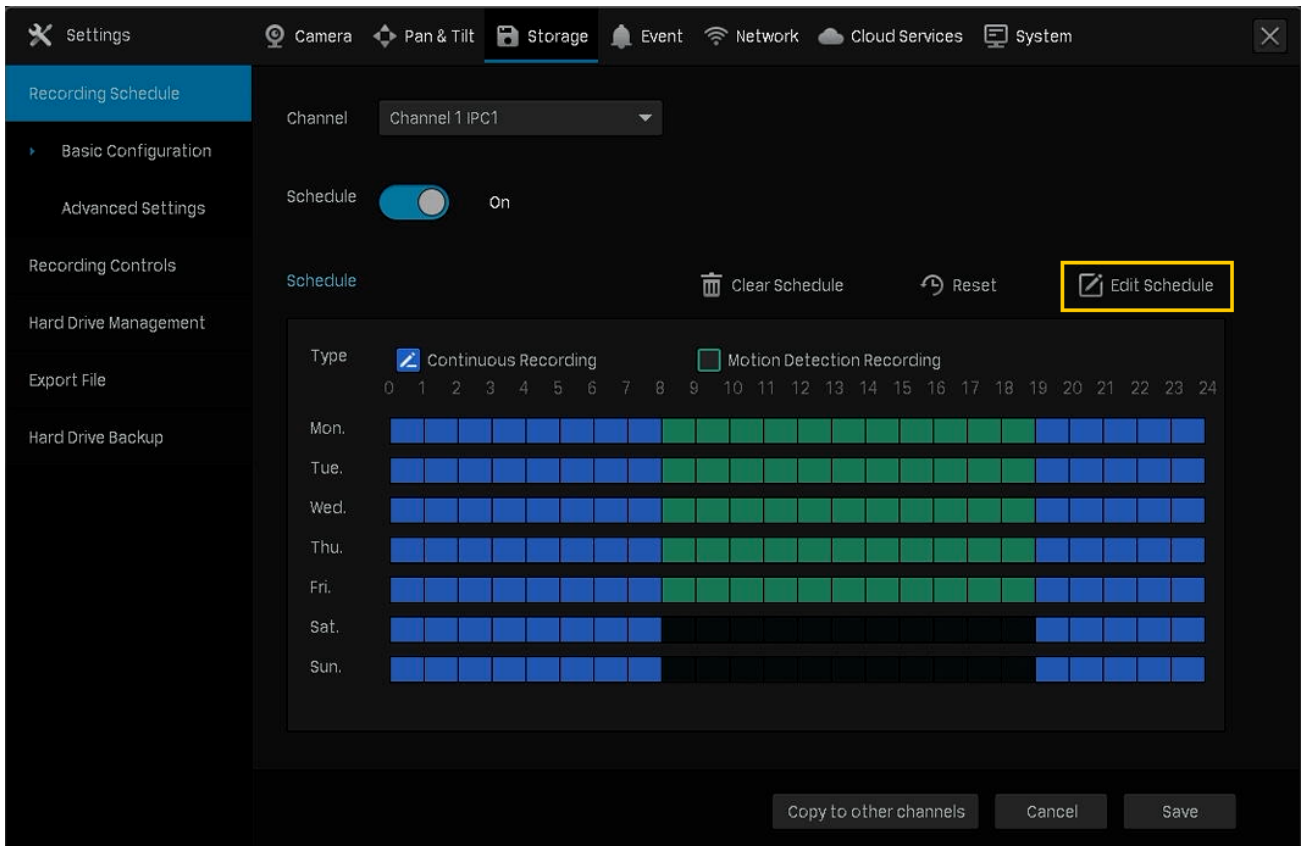 Settings
Camera Pan & Tilt Storage Event Network Cloud Services System
Recording Schedule
Basic Configuration
Advanced Settings
Recording Controls
Hard Drive Management
Export File
Hard Drive Backup
Channel Channel 1 IPC1
Schedule On
Schedule Clear Schedule Reset Edit Schedule
Type Continuous Recording Motion Detection Recording
0 1 2 3 4 5 6 7 8 9 10 11 12 13 14 15 16 17 18 19 20 21 22 23 24
Mon.
Tue.
Wed.
Thu.
Fri.
Sat.
Sun.
Copy to other channels Cancel Save